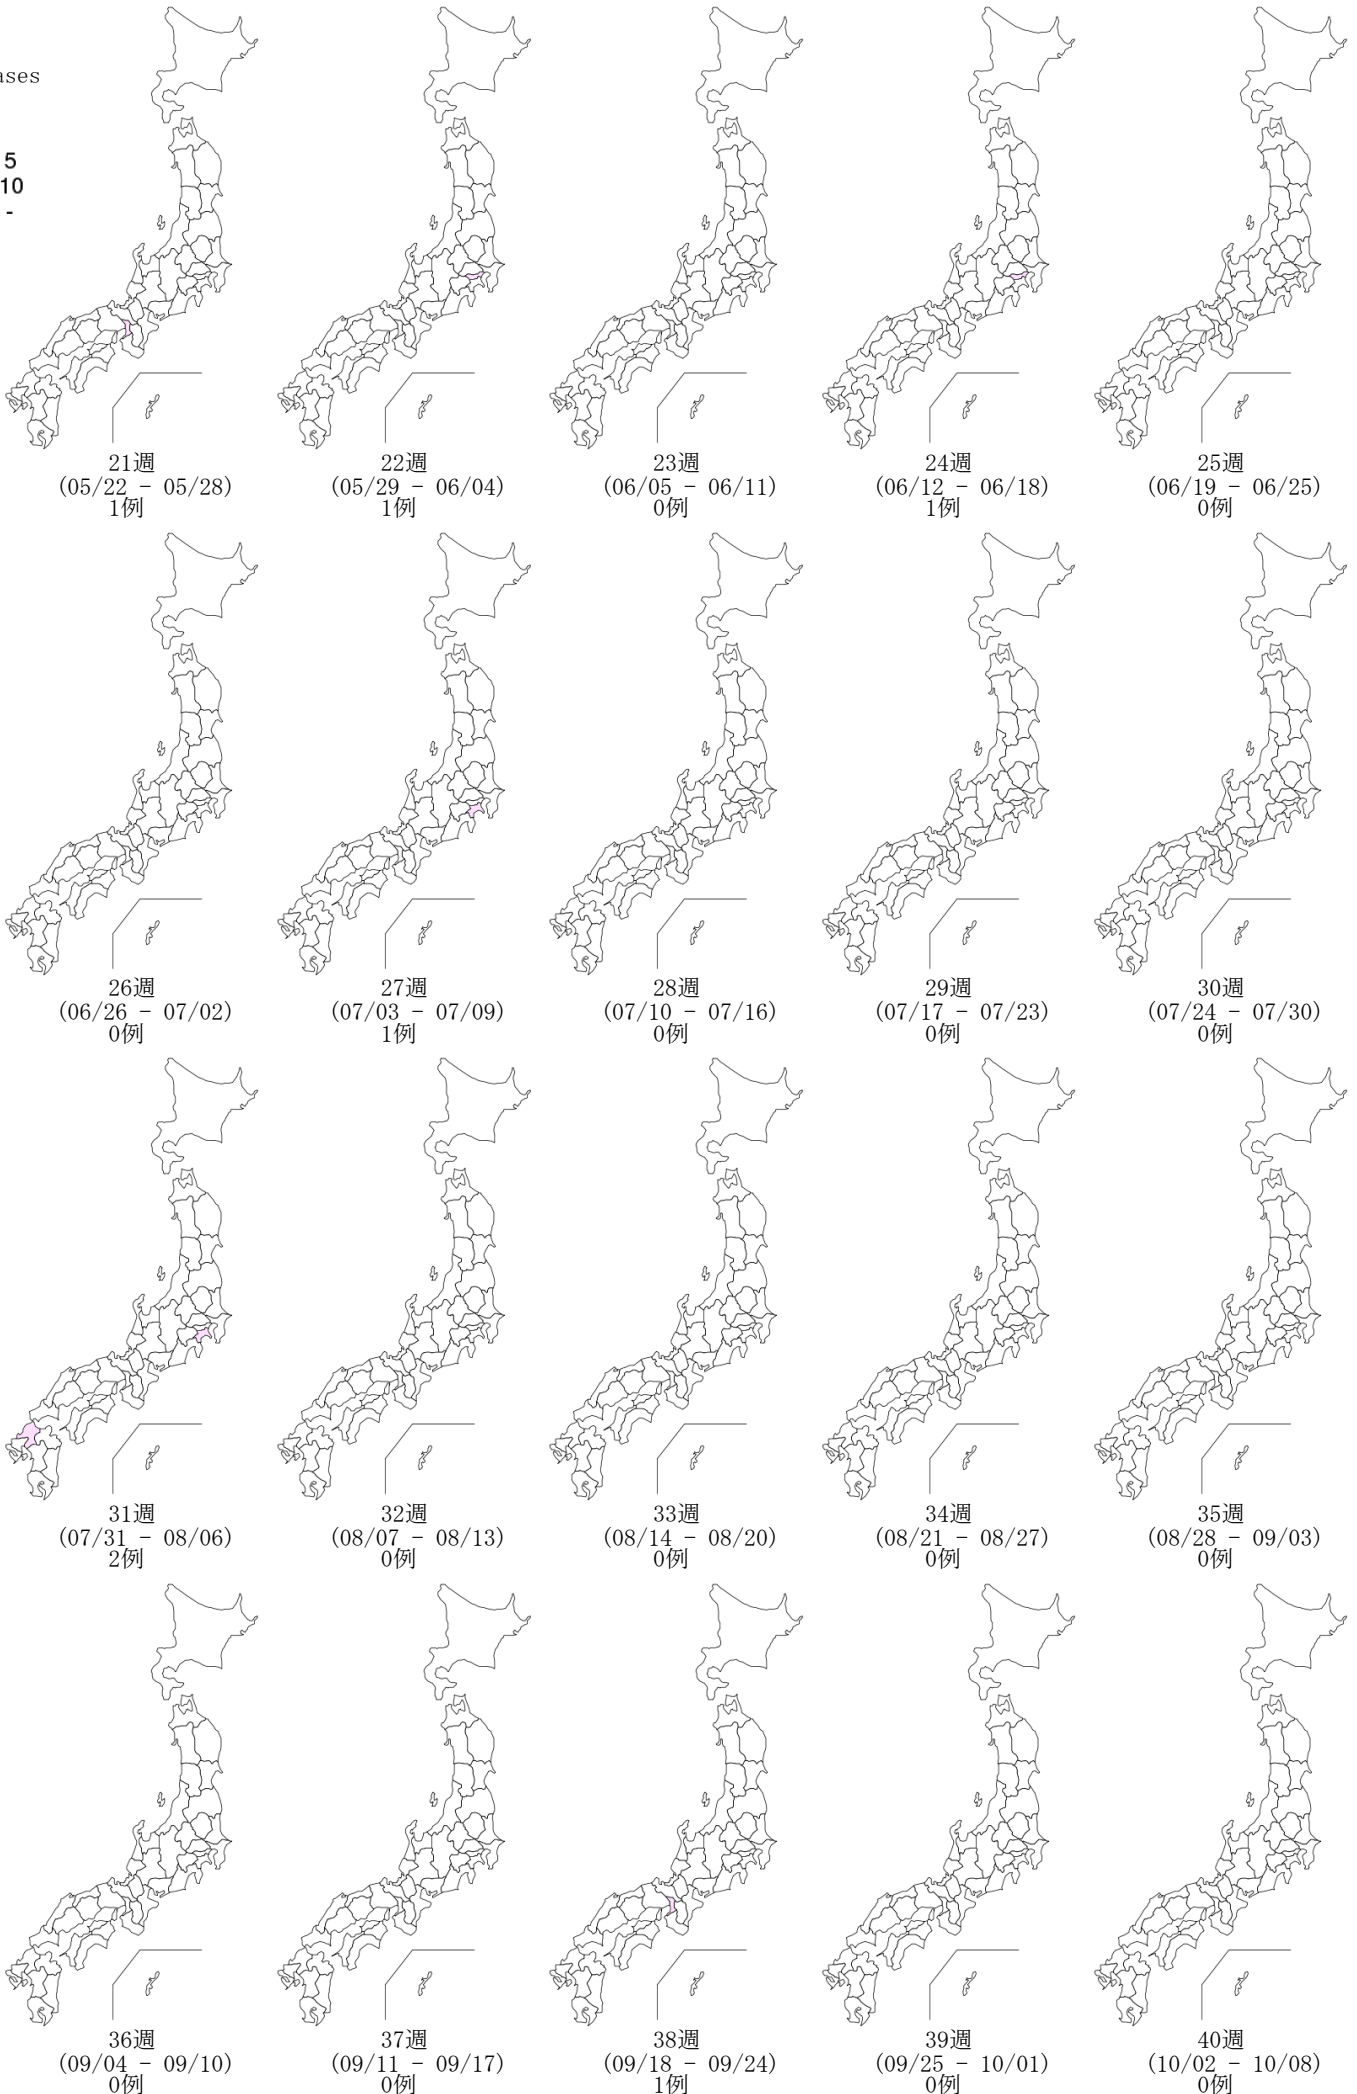 ases
5
10
-
21週 22週 23週 24週 25週
(05/22 - 05/28) (05/29 - 06/04) (06/05 - 06/11) (06/12 - 06/18) (06/19 - 06/25)
1例 1例 0例 1例 0例
26週 27週 28週 29週 30週
(06/26 - 07/02) (07/03 - 07/09) (07/10 - 07/16) (07/17 - 07/23) (07/24 - 07/30)
0例 1例 0例 0例 0例
31週 32週 33週 34週 35週
(07/31 - 08/06) (08/07 - 08/13) (08/14 - 08/20) (08/21 - 08/27) (08/28 - 09/03)
2例 0例 0例 0例 0例
36週 37週 38週 39週 40週
(09/04 - 09/10) (09/11 - 09/17) (09/18 - 09/24) (09/25 - 10/01) (10/02 - 10/08)
0例 0例 1例 0例 0例